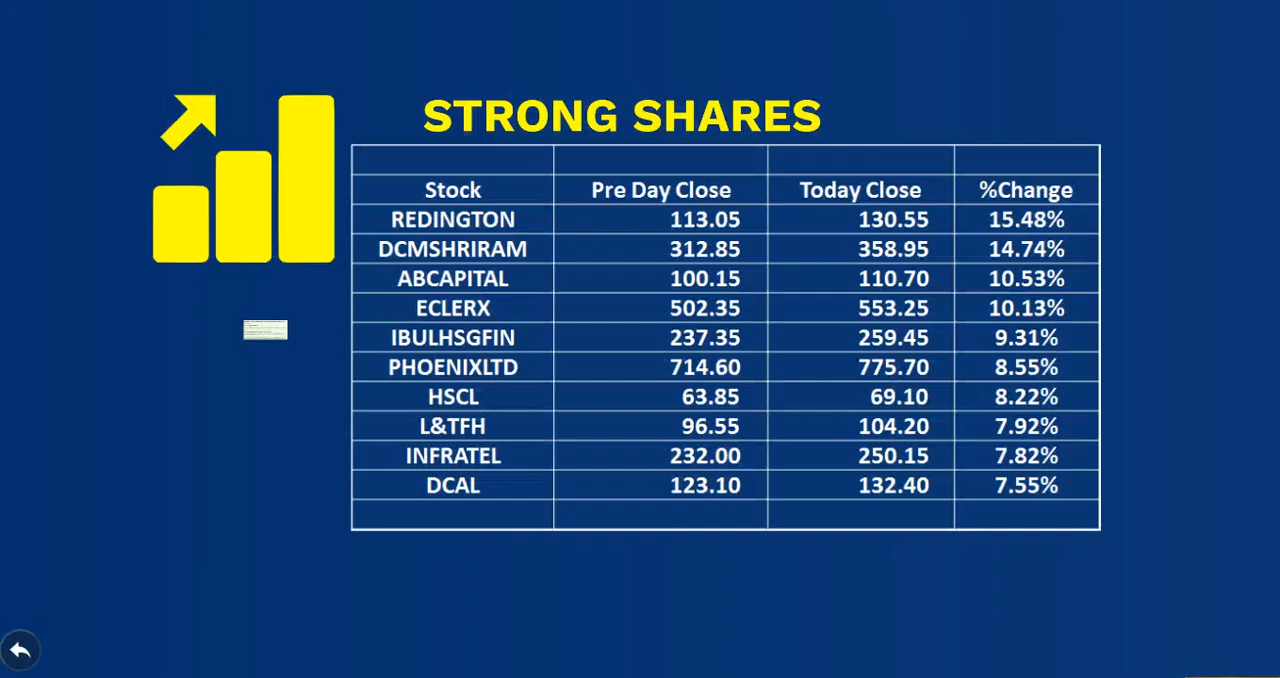 STRONG SHARES
Stock Pre Day Close Today Close %Change
REDINGTON 113.05 130.55 15.48%
DCMSHRIRAM 312.85 358.95 14.74%
ABCAPITAL 100.15 110.70 10.53%
ECLERX 502.35 553.25 10.13%
IBULHSGFIN 237.35 259.45 9.31%
PHOENIXLTD 714.60 775.70 8.55%
HSCL 63.85 69.10 8.22%
L&TFH 96.55 104.20 7.92%
INFRATEL 232.00 250.15 7.82%
DCAL 123.10 132.40 7.55%